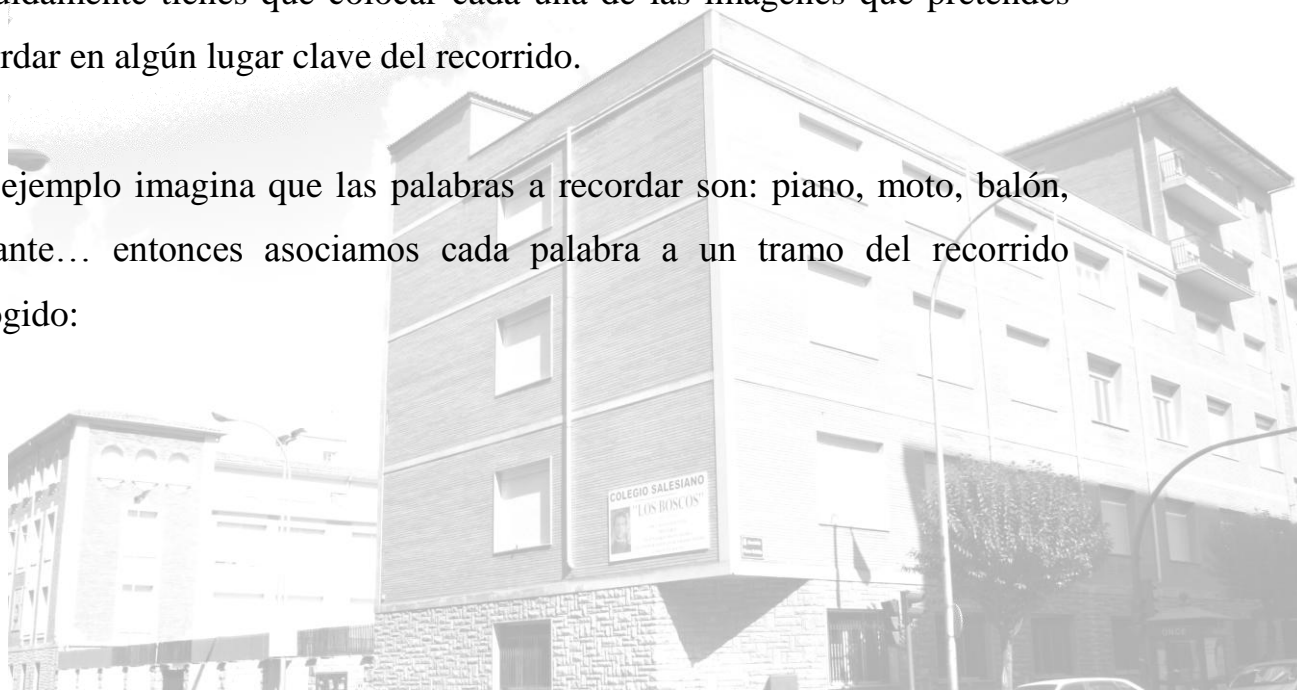 uidamente tienes que colocar cada una de las imágenes que pretendes
rdar en algún lugar clave del recorrido.
ejemplo imagina que las palabras a recordar son: piano, moto, balón,
ante… entonces asociamos cada palabra a un tramo del recorrido
ogido:
COLEGIO SALESIANO
"LOS BOSCOS"